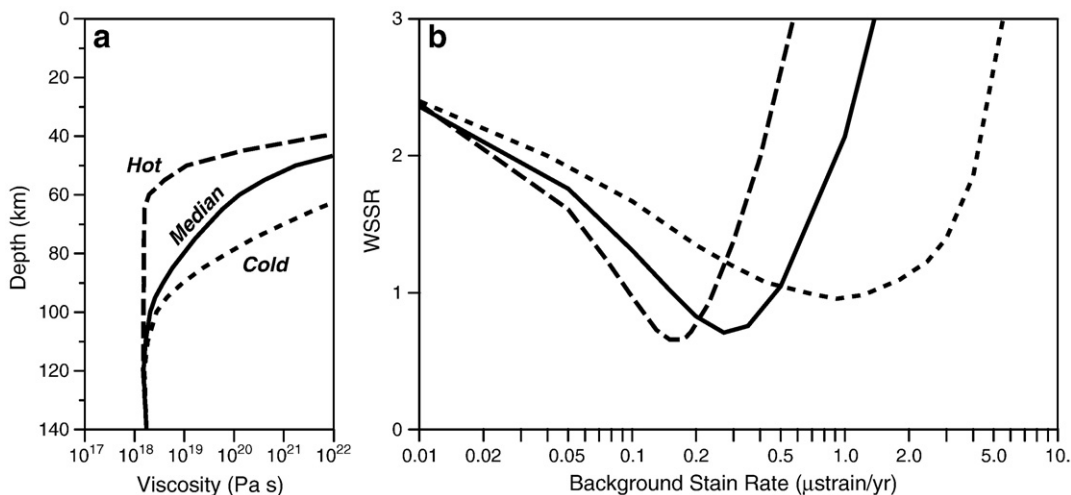 a
0
20
40
60
80
100
120
140
Depth (km)
Hot
Median
Cold
10^17 10^18 10^19 10^20 10^21 10^22
Viscosity (Pa s)
b
3
2
1
0
WSSR
0.01 0.02 0.05 0.1 0.2 0.5 1.0 2.0 5.0 10.
Background Stain Rate (μstrain/yr)